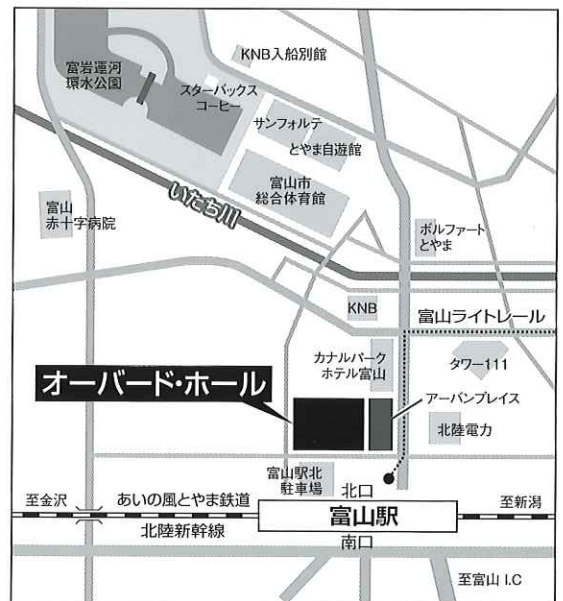 KNB入船別館
富岩運河
環水公園
スターバックス
コーヒー
サンフォルテ
とやま自遊館
富山市
総合体育館
いたち川
富山
赤十字病院
ボルファート
とやま
KNB
富山ライトレール
カナルパーク
ホテル富山
タワー111
オーバード・ホール
アーバンプレイス
北陸電力
富山駅北
駐車場
北口
至金沢
あいの風とやま鉄道
富山駅
至新潟
北陸新幹線
南口
至富山 I.C